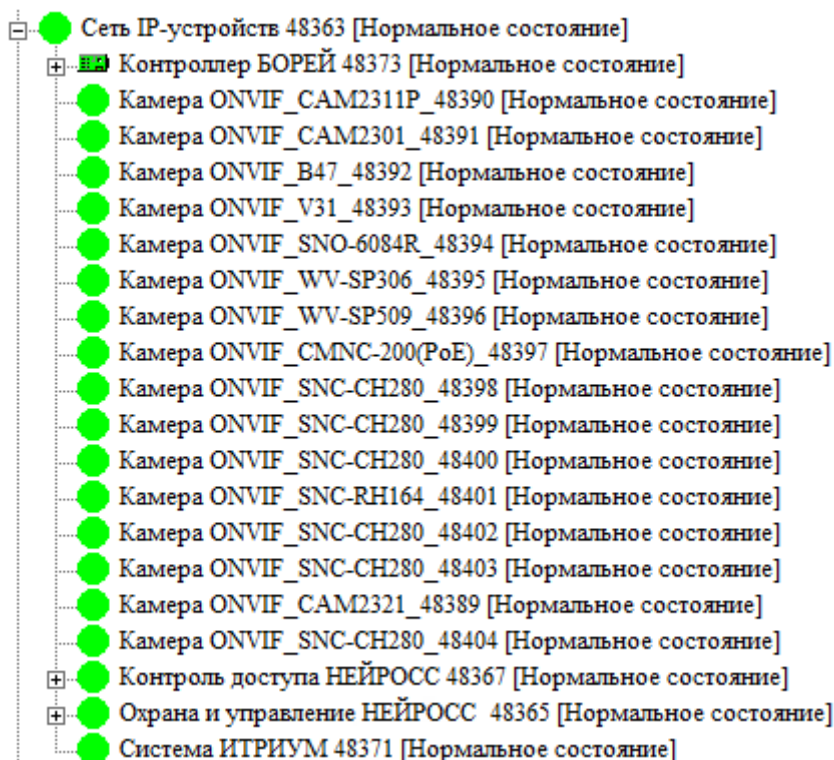 Сеть IP-устройств 48363 [Нормальное состояние]
Контроллер БОРЕЙ 48373 [Нормальное состояние]
Камера ONVIF_CAM2311P_48390 [Нормальное состояние]
Камера ONVIF_CAM2301_48391 [Нормальное состояние]
Камера ONVIF_B47_48392 [Нормальное состояние]
Камера ONVIF_V31_48393 [Нормальное состояние]
Камера ONVIF_SNO-6084R_48394 [Нормальное состояние]
Камера ONVIF_WV-SP306_48395 [Нормальное состояние]
Камера ONVIF_WV-SP509_48396 [Нормальное состояние]
Камера ONVIF_CMNC-200(PoE)_48397 [Нормальное состояние]
Камера ONVIF_SNC-CH280_48398 [Нормальное состояние]
Камера ONVIF_SNC-CH280_48399 [Нормальное состояние]
Камера ONVIF_SNC-CH280_48400 [Нормальное состояние]
Камера ONVIF_SNC-RH164_48401 [Нормальное состояние]
Камера ONVIF_SNC-CH280_48402 [Нормальное состояние]
Камера ONVIF_SNC-CH280_48403 [Нормальное состояние]
Камера ONVIF_CAM2321_48389 [Нормальное состояние]
Камера ONVIF_SNC-CH280_48404 [Нормальное состояние]
Контроль доступа НЕЙРОСС 48367 [Нормальное состояние]
Охрана и управление НЕЙРОСС 48365 [Нормальное состояние]
Система ИТРИУМ 48371 [Нормальное состояние]